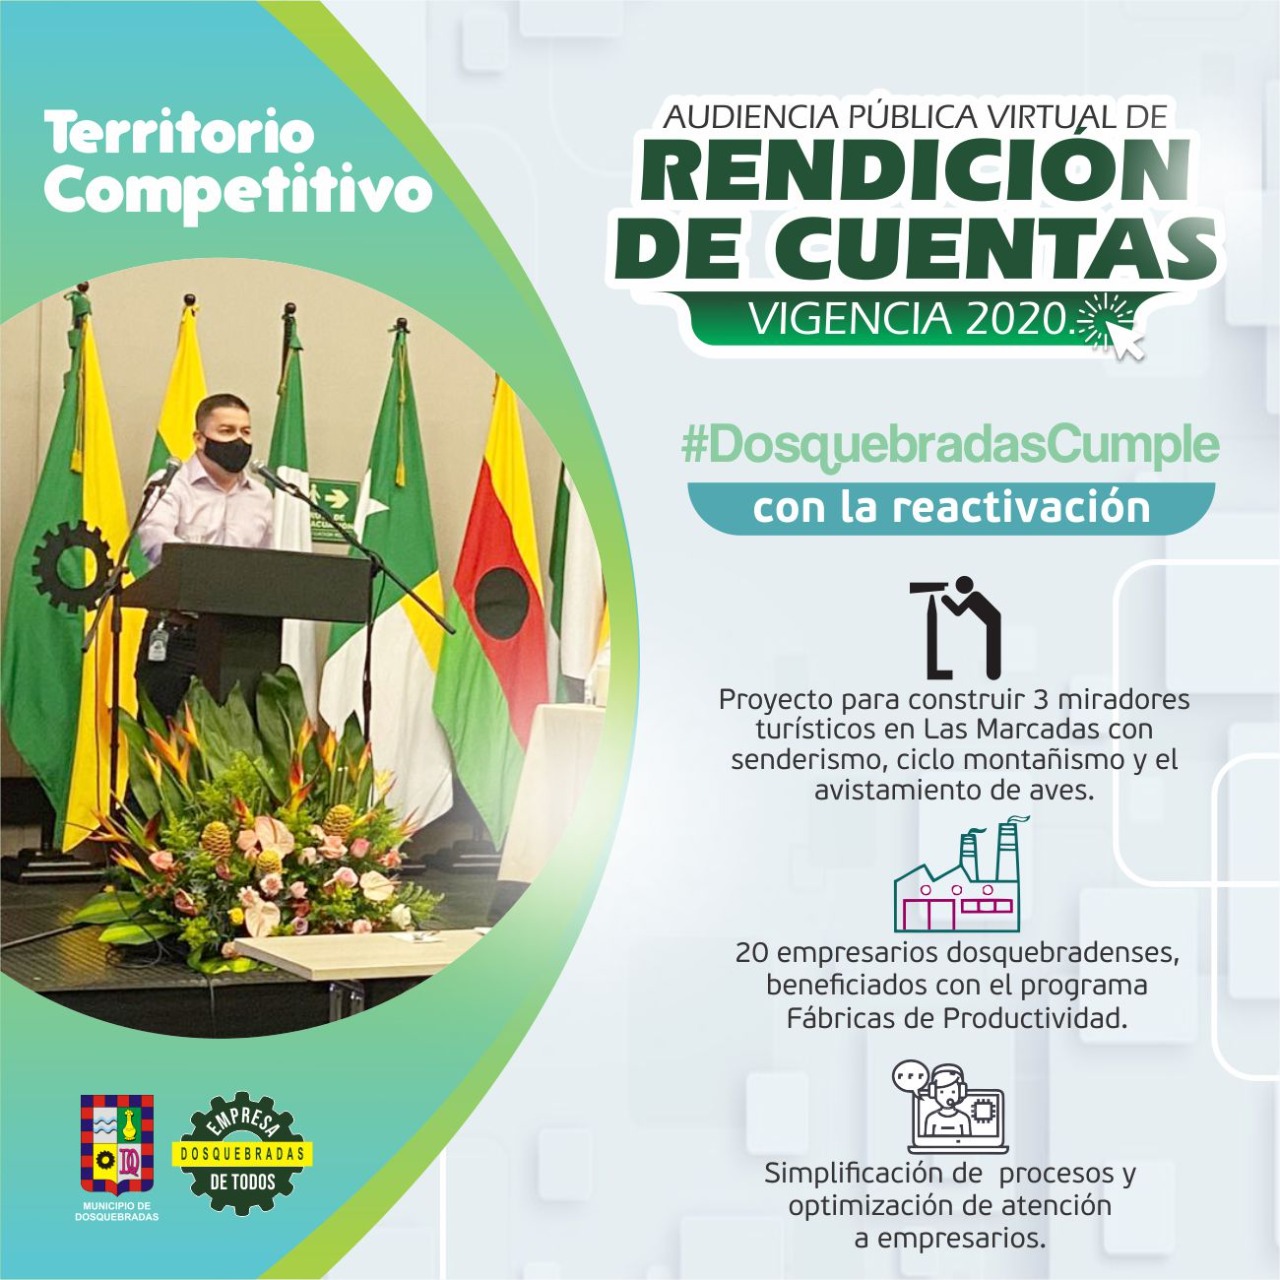 Territorio
Competitivo
AUDIENCIA PÚBLICA VIRTUAL DE
RENDICIÓN
DE CUENTAS
VIGENCIA 2020.
#DosquebradasCumple
con la reactivación
Proyecto para construir 3 miradores
turísticos en Las Marcadas con
senderismo, ciclo montañismo y el
avistamiento de aves.
20 empresarios dosquebradenses,
beneficiados con el programa
Fábricas de Productividad.
Simplificación de procesos y
optimización de atención
a empresarios.
MUNICIPIO DE
DOSQUEBRADAS
EMPRESA
DOSQUEBRADAS
DE TODOS